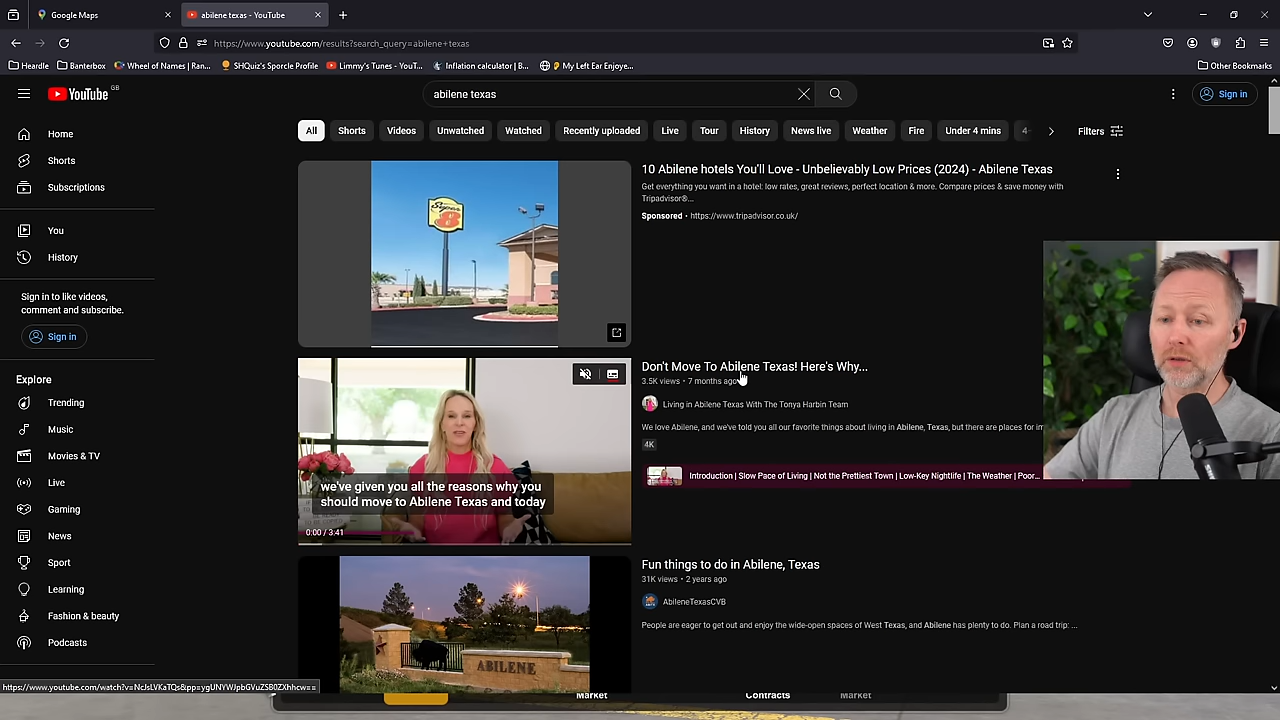 Google Maps
abilene texas - YouTube
https://www.youtube.com/results?search_query=abilene+texas
Heardle
Banterbox
Wheel of Names | Ran...
SHQuiz's Sporcle Profile
Limmy's Tunes - YouT...
Inflation calculator | B...
My Left Ear Enjoye...
Other Bookmarks
YouTube GB
abilene texas
Sign in
All
Shorts
Videos
Unwatched
Watched
Recently uploaded
Live
Tour
History
News live
Weather
Fire
Under 4 mins
Filters
Home
Shorts
Subscriptions
You
History
Sign in to like videos,
comment and subscribe.
Sign in
Explore
Trending
Music
Movies & TV
Live
Gaming
News
Sport
Learning
Fashion & beauty
Podcasts
Super
8
10 Abilene hotels You'll Love - Unbelievably Low Prices (2024) - Abilene Texas
Get everything you want in a hotel: low rates, great reviews, perfect location & more. Compare prices & save money with
Tripadvisor®...
Sponsored • https://www.tripadvisor.co.uk/
we've given you all the reasons why you
should move to Abilene Texas and today
0:00 / 3:41
Don't Move To Abilene Texas! Here's Why...
3.5K views • 7 months ago
Living in Abilene Texas With The Tonya Harbin Team
We love Abilene, and we've told you all our favorite things about living in Abilene, Texas, but there are places for im
4K
Introduction | Slow Pace of Living | Not the Prettiest Town | Low-Key Nightlife | The Weather | Poor...
ABILENE
Fun things to do in Abilene, Texas
31K views • 2 years ago
AbileneTexasCVB
People are eager to get out and enjoy the wide-open spaces of West Texas, and Abilene has plenty to do. Plan a road trip: ...
Market
Contracts
Market